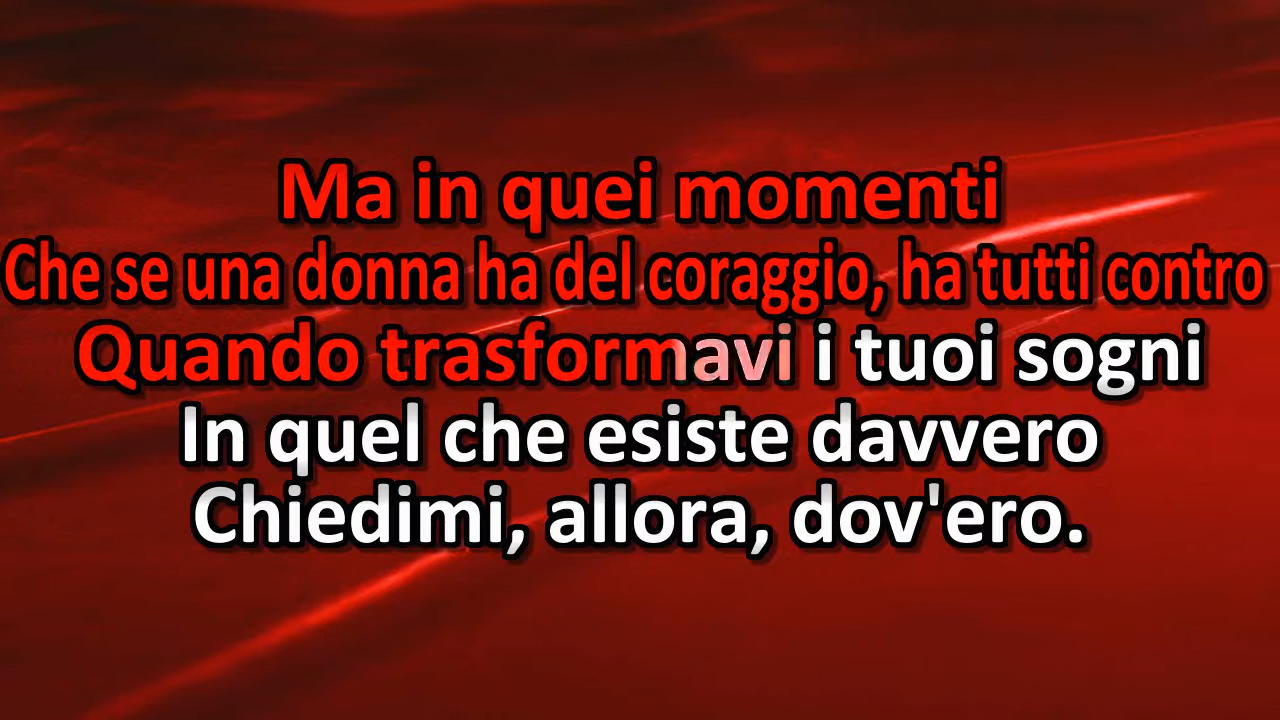 Ma in quei momenti
Che se una donna ha del coraggio, ha tutti contro
Quando trasformavi i tuoi sogni
In quel che esiste davvero
Chiedimi, allora, dov'ero.